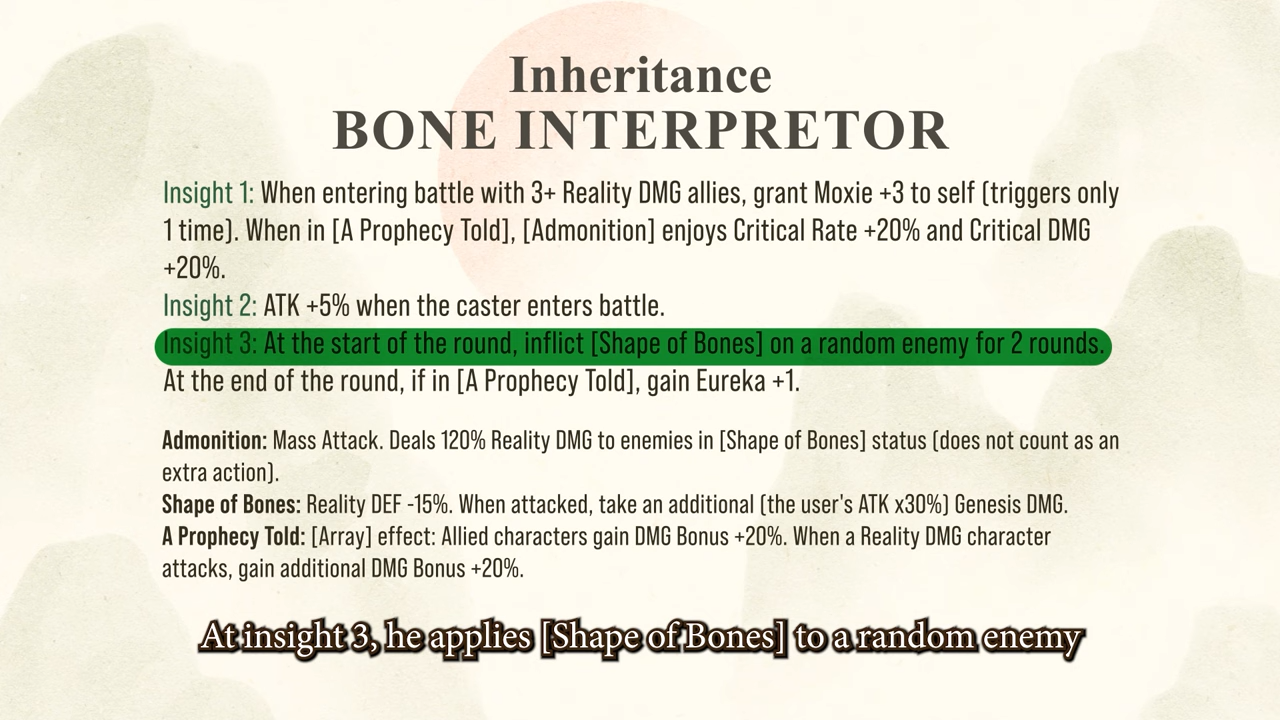 Inheritance
BONE INTERPRETOR
Insight 1: When entering battle with 3+ Reality DMG allies, grant Moxie +3 to self (triggers only
1 time). When in [A Prophecy Told], [Admonition] enjoys Critical Rate +20% and Critical DMG
+20%.
Insight 2: ATK +5% when the caster enters battle.
Insight 3: At the start of the round, inflict [Shape of Bones] on a random enemy for 2 rounds.
At the end of the round, if in [A Prophecy Told], gain Eureka +1.
Admonition: Mass Attack. Deals 120% Reality DMG to enemies in [Shape of Bones] status (does not count as an
extra action).
Shape of Bones: Reality DEF -15%. When attacked, take an additional (the user's ATK x30%) Genesis DMG.
A Prophecy Told: [Array] effect: Allied characters gain DMG Bonus +20%. When a Reality DMG character
attacks, gain additional DMG Bonus +20%.
At insight 3, he applies [Shape of Bones] to a random enemy